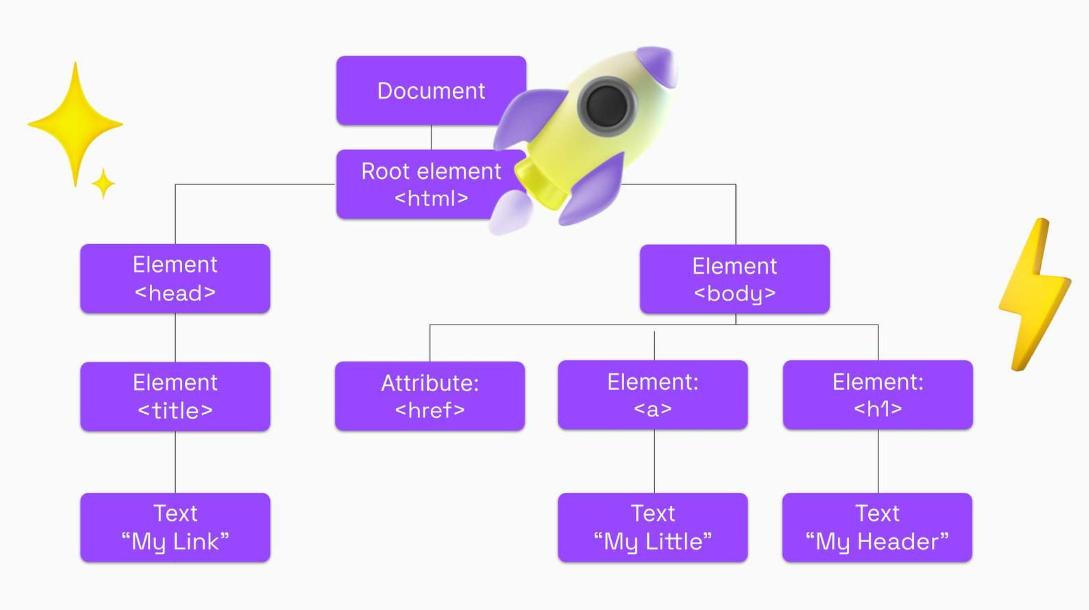 Document
Root element
<html>
Element
<head>
Element
<body>
Element
<title>
Attribute:
<href>
Element:
<a>
Element:
<h1>
Text
“My Link”
Text
“My Little”
Text
“My Header”